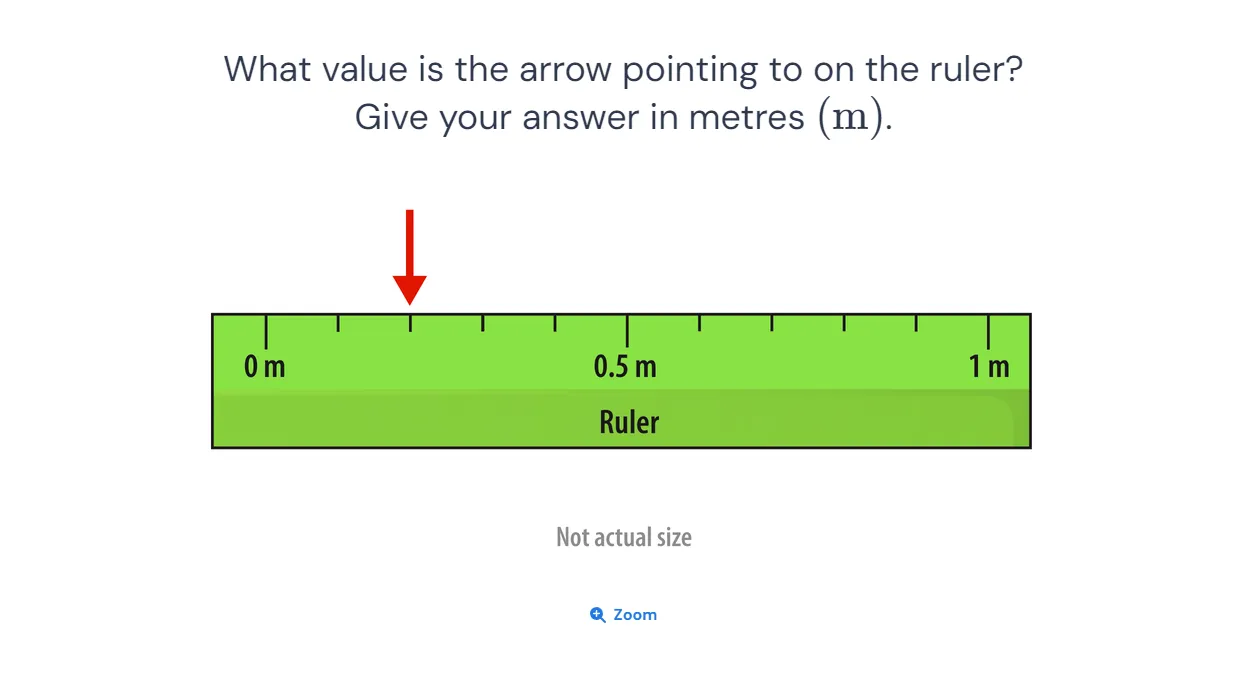 What value is the arrow pointing to on the ruler?
Give your answer in metres (m).
0 m 0.5 m 1 m
Ruler
Not actual size
Zoom